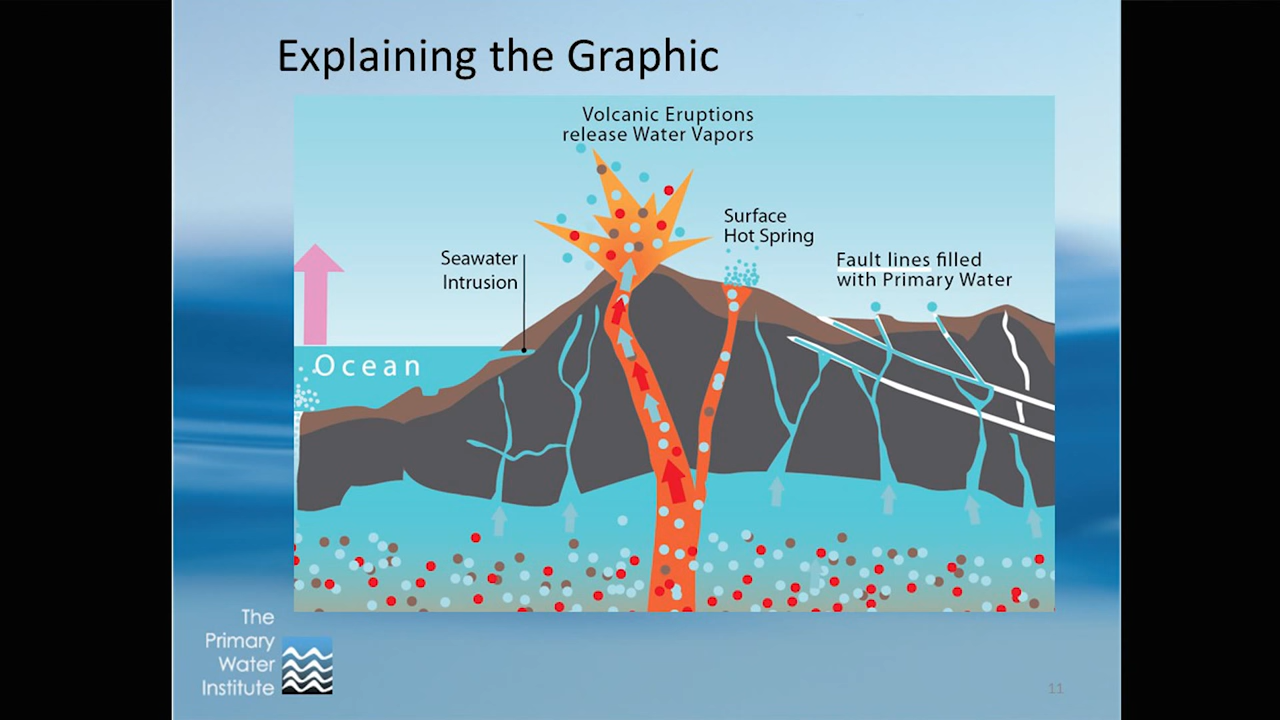 Explaining the Graphic
Volcanic Eruptions
release Water Vapors
Surface
Hot Spring
Seawater
Intrusion
Fault lines filled
with Primary Water
Ocean
The
Primary
Water
Institute
11